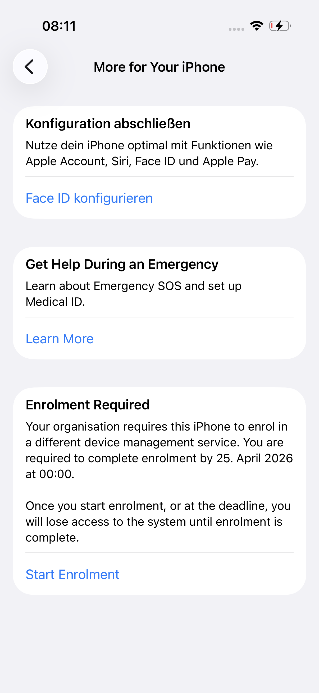 08:11
More for Your iPhone
Konfiguration abschließen
Nutze dein iPhone optimal mit Funktionen wie
Apple Account, Siri, Face ID und Apple Pay.
Face ID konfigurieren
Get Help During an Emergency
Learn about Emergency SOS and set up
Medical ID.
Learn More
Enrolment Required
Your organisation requires this iPhone to enrol in
a different device management service. You are
required to complete enrolment by 25. April 2026
at 00:00.
Once you start enrolment, or at the deadline, you
will lose access to the system until enrolment is
complete.
Start Enrolment